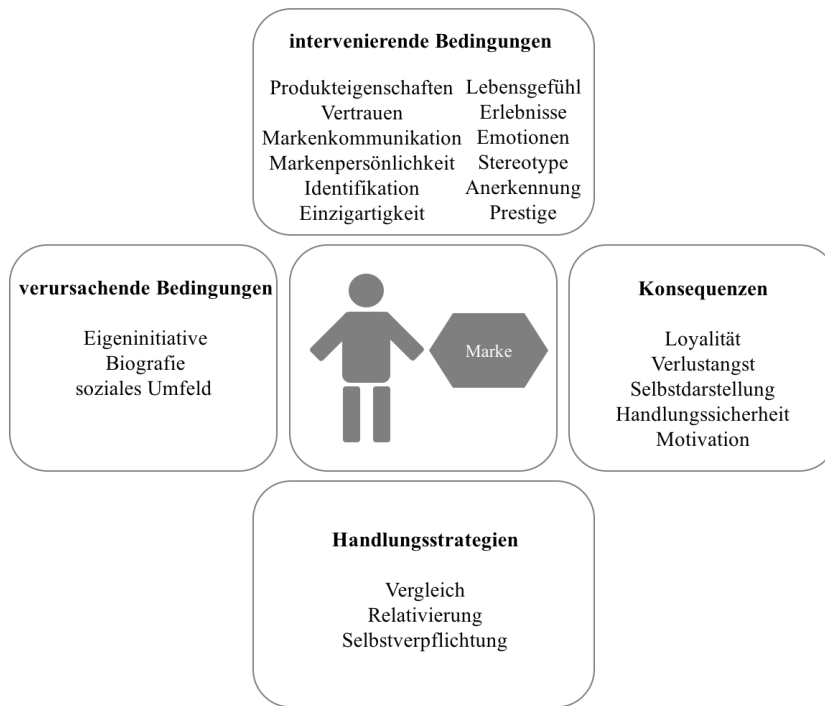 intervenierende Bedingungen
Produkteigenschaften Lebensgefühl
Vertrauen Erlebnisse
Markenkommunikation Emotionen
Markenpersönlichkeit Stereotype
Identifikation Anerkennung
Einzigartigkeit Prestige
verursachende Bedingungen
Eigeninitiative
Biografie
soziales Umfeld
Marke
Konsequenzen
Loyalität
Verlustangst
Selbstdarstellung
Handlungssicherheit
Motivation
Handlungsstrategien
Vergleich
Relativierung
Selbstverpflichtung